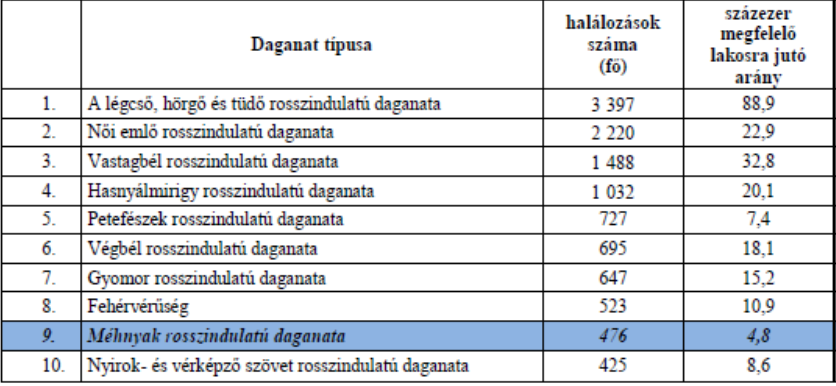 Daganat típusa halálozások száma (fő) százezer megfelelő lakosra jutó arány
1. A légcső, hörgő és tüdő rosszindulatú daganata 3 397 88,9
2. Női emlő rosszindulatú daganata 2 220 22,9
3. Vastagbél rosszindulatú daganata 1 488 32,8
4. Hasnyálmirigy rosszindulatú daganata 1 032 20,1
5. Petefészek rosszindulatú daganata 727 7,4
6. Végbél rosszindulatú daganata 695 18,1
7. Gyomor rosszindulatú daganata 647 15,2
8. Fehérvérűség 523 10,9
9. Méhnyak rosszindulatú daganata 476 4,8
10. Nyirok- és vérképző szövet rosszindulatú daganata 425 8,6